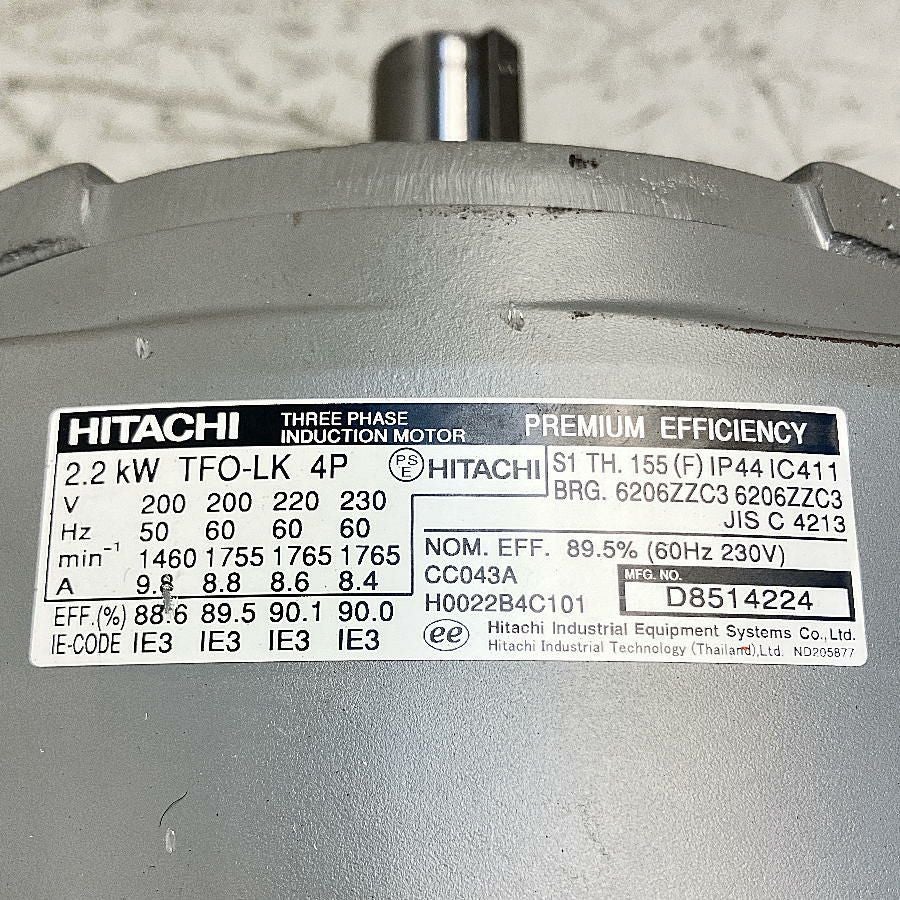 HITACHI THREE PHASE INDUCTION MOTOR PREMIUM EFFICIENCY
2.2 kW TFO-LK 4P PS E HITACHI
V 200 200 220 230
Hz 50 60 60 60
min⁻¹ 1460 1755 1765 1765
A 9.8 8.8 8.6 8.4
EFF.(%) 88.6 89.5 90.1 90.0
IE-CODE IE3 IE3 IE3 IE3
S1 TH. 155 (F) IP44 IC411
BRG. 6206ZZC3 6206ZZC3
JIS C 4213
NOM. EFF. 89.5% (60Hz 230V)
CC043A
H0022B4C101
MFG. NO.
D8514224
ee Hitachi Industrial Equipment Systems Co.,Ltd.
Hitachi Industrial Technology (Thailand),Ltd. ND205877